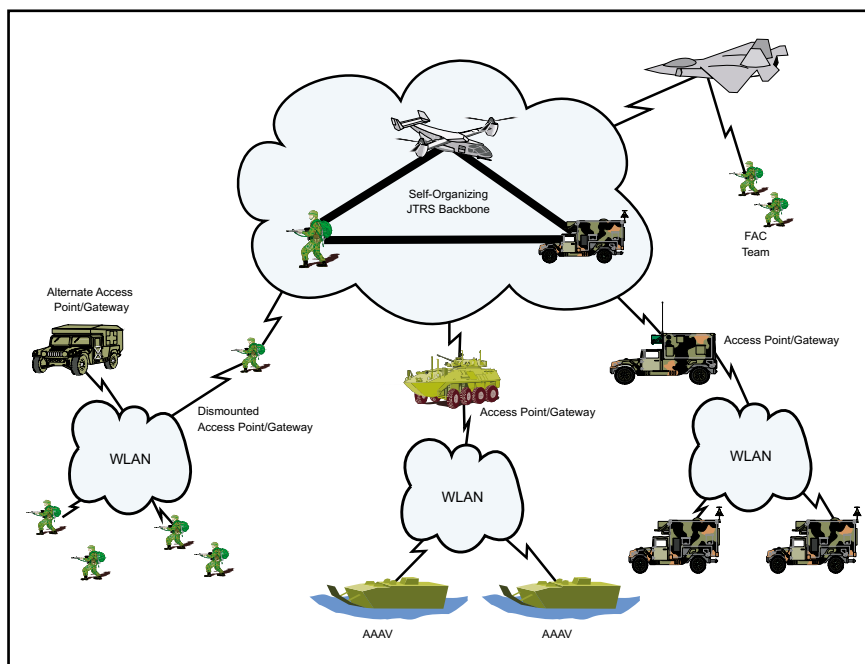 Self-Organizing
JTRS Backbone
FAC
Team
Alternate Access
Point/Gateway
Access Point/Gateway
Dismounted
Access Point/Gateway
Access Point/Gateway
WLAN
WLAN
WLAN
AAAV
AAAV